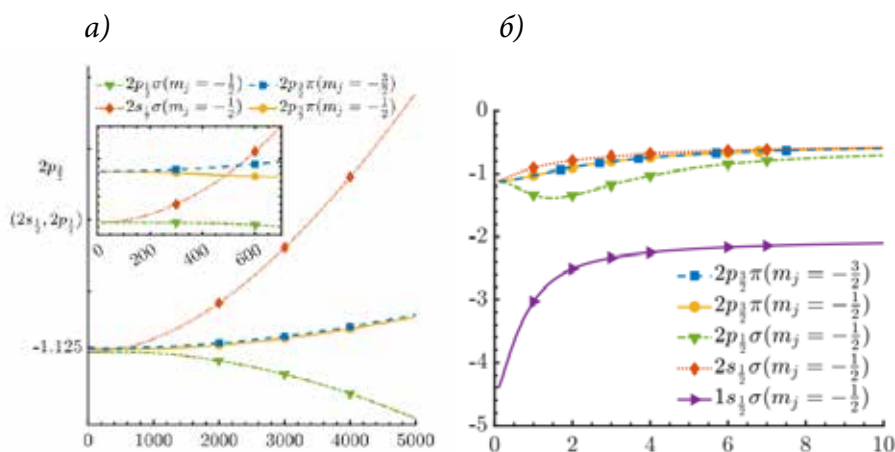 а)
б)
2p_{1/2}σ(m_j = -1/2) 2p_{3/2}π(m_j = -3/2)
2s_{1/2}σ(m_j = -1/2) 2p_{3/2}π(m_j = -1/2)
2p_{3/2}
(2s_{1/2}, 2p_{1/2})
-1.125
0 200 400 600
0 1000 2000 3000 4000 5000
0
-1
-2
-3
-4
-5
2p_{3/2}π(m_j = -3/2)
2p_{3/2}π(m_j = -1/2)
2p_{1/2}σ(m_j = -1/2)
2s_{1/2}σ(m_j = -1/2)
1s_{1/2}σ(m_j = -1/2)
0 2 4 6 8 10